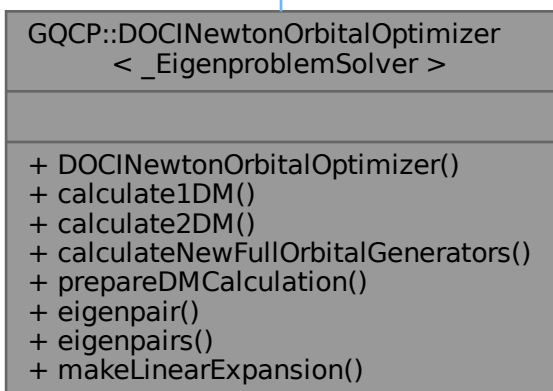 GQCP::DOCINewtonOrbitalOptimizer
< _EigenproblemSolver >
+ DOCINewtonOrbitalOptimizer()
+ calculate1DM()
+ calculate2DM()
+ calculateNewFullOrbitalGenerators()
+ prepareDMCalculation()
+ eigenpair()
+ eigenpairs()
+ makeLinearExpansion()